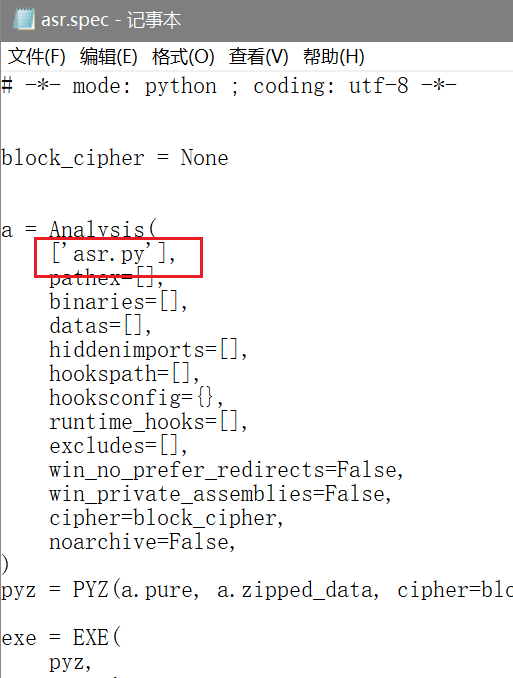 asr.spec - 记事本
文件(F) 编辑(E) 格式(O) 查看(V) 帮助(H)
# -*- mode: python ; coding: utf-8 -*-
block_cipher = None
a = Analysis(
    ['asr.py'],
    pathex=[],
    binaries=[],
    datas=[],
    hiddenimports=[],
    hookspath=[],
    hooksconfig={},
    runtime_hooks=[],
    excludes=[],
    win_no_prefer_redirects=False,
    win_private_assemblies=False,
    cipher=block_cipher,
    noarchive=False,
)
pyz = PYZ(a.pure, a.zipped_data, cipher=blo
exe = EXE(
    pyz,